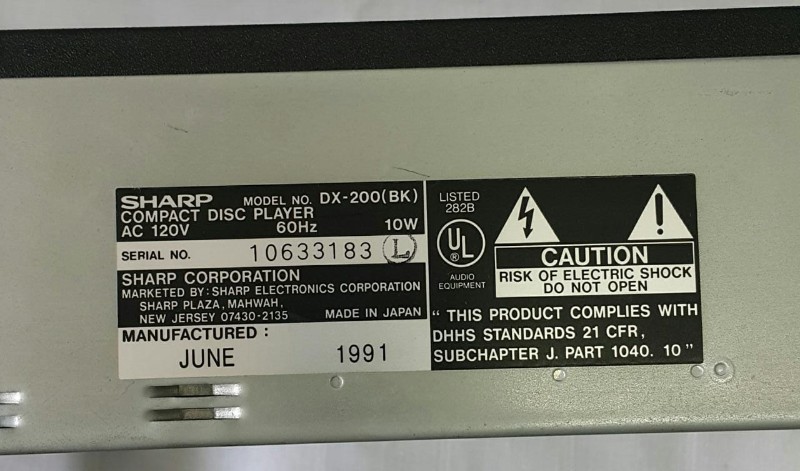 SHARP MODEL NO. DX-200(BK)
COMPACT DISC PLAYER
AC 120V 60Hz 10W
SERIAL NO. 10633183 L
SHARP CORPORATION
MARKETED BY: SHARP ELECTRONICS CORPORATION
SHARP PLAZA, MAHWAH,
NEW JERSEY 07430-2135 MADE IN JAPAN
MANUFACTURED :
JUNE 1991
LISTED
282B
UL ®
AUDIO
EQUIPMENT
CAUTION
RISK OF ELECTRIC SHOCK
DO NOT OPEN
" THIS PRODUCT COMPLIES WITH
DHHS STANDARDS 21 CFR,
SUBCHAPTER J. PART 1040. 10 "